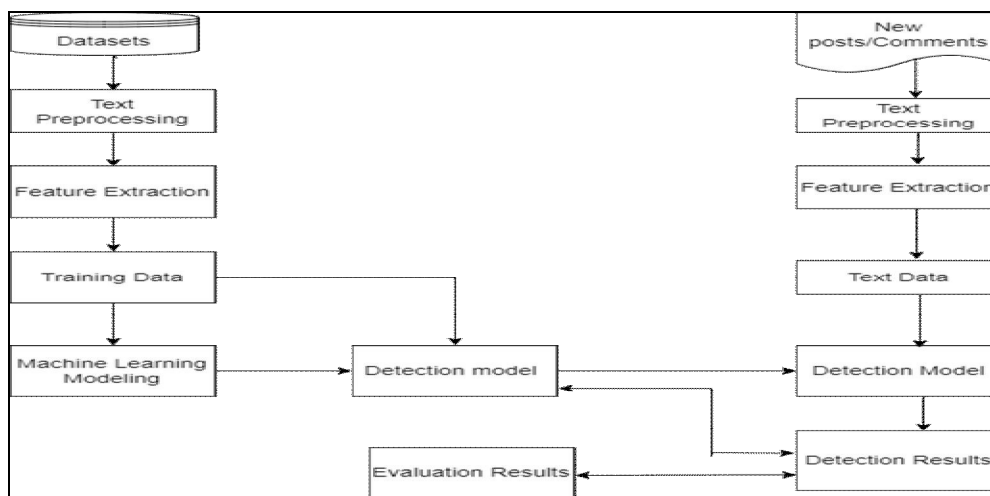 Datasets
Text
Preprocessing
Feature Extraction
Training Data
Machine Learning
Modeling
Detection model
Evaluation Results
New
posts/Comments
Text
Preprocessing
Feature Extraction
Text Data
Detection Model
Detection Results